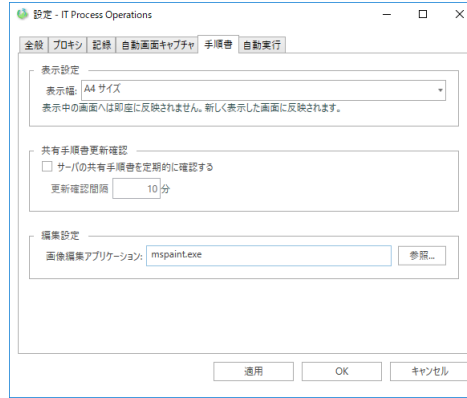 設定 - IT Process Operations
全般 プロキシ 記録 自動画面キャプチャ 手順書 自動実行
表示設定
表示幅: A4 サイズ
表示中の画面へは即座に反映されません。新しく表示した画面に反映されます。
共有手順書更新確認
サーバの共有手順書を定期的に確認する
更新確認間隔 10 分
編集設定
画像編集アプリケーション: mspaint.exe 参照...
適用 OK キャンセル